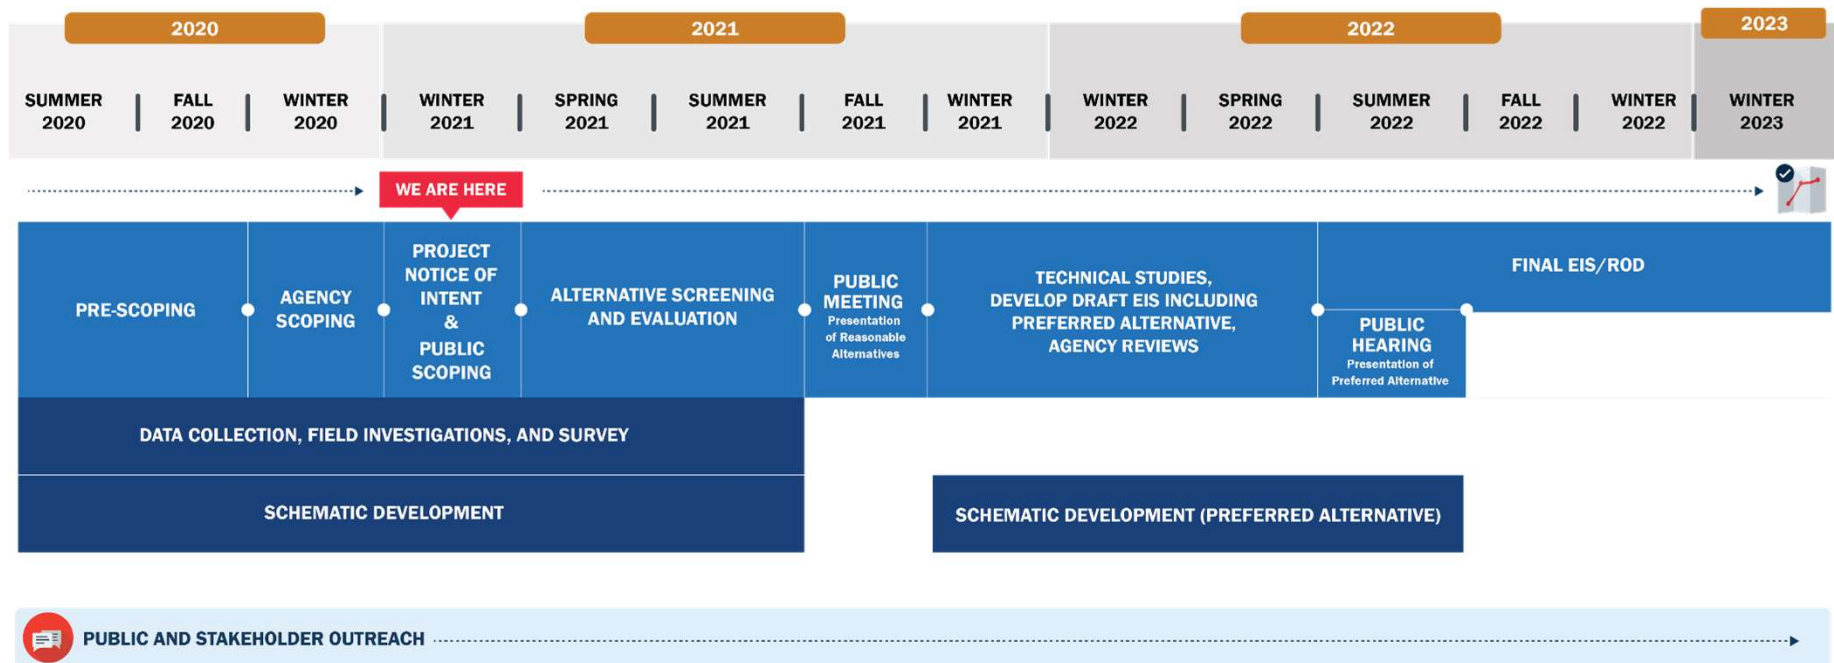 2020
2021
2022
2023
SUMMER
2020
FALL
2020
WINTER
2020
WINTER
2021
SPRING
2021
SUMMER
2021
FALL
2021
WINTER
2021
WINTER
2022
SPRING
2022
SUMMER
2022
FALL
2022
WINTER
2022
WINTER
2023
WE ARE HERE
PRE-SCOPING
AGENCY
SCOPING
PROJECT
NOTICE OF
INTENT
&
PUBLIC
SCOPING
ALTERNATIVE SCREENING
AND EVALUATION
PUBLIC
MEETING
Presentation
of Reasonable
Alternatives
TECHNICAL STUDIES,
DEVELOP DRAFT EIS INCLUDING
PREFERRED ALTERNATIVE,
AGENCY REVIEWS
FINAL EIS/ROD
PUBLIC
HEARING
Presentation of
Preferred Alternative
DATA COLLECTION, FIELD INVESTIGATIONS, AND SURVEY
SCHEMATIC DEVELOPMENT
SCHEMATIC DEVELOPMENT (PREFERRED ALTERNATIVE)
PUBLIC AND STAKEHOLDER OUTREACH